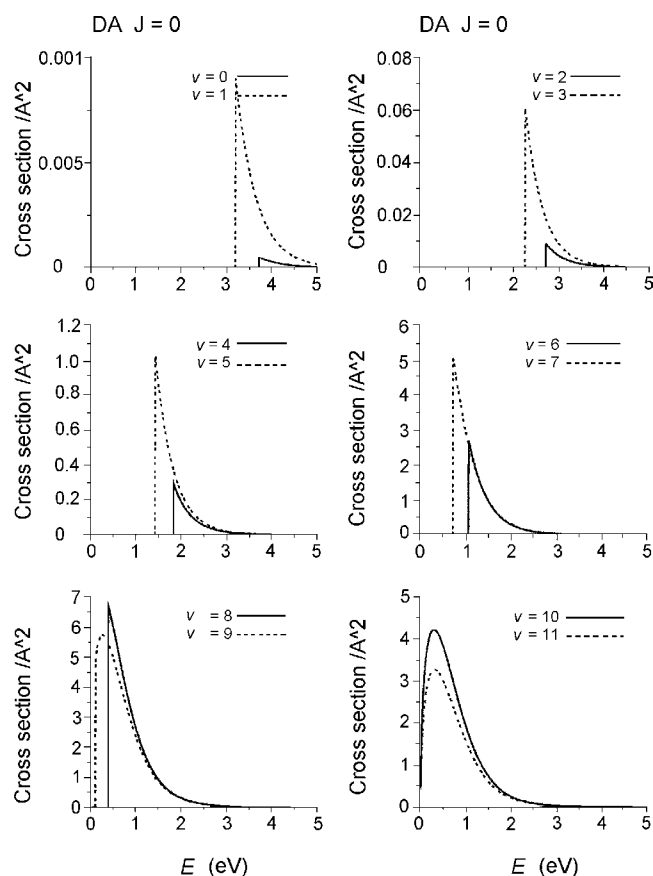 DA J = 0
DA J = 0
Cross section /A^2
0.001
0.005
0
v = 0
v = 1
0 1 2 3 4 5
Cross section /A^2
0.08
0.06
0.04
0.02
0
v = 2
v = 3
0 1 2 3 4 5
Cross section /A^2
1.2
1.0
0.8
0.6
0.4
0.2
0
v = 4
v = 5
0 1 2 3 4 5
Cross section /A^2
6
5
4
3
2
1
0
v = 6
v = 7
0 1 2 3 4 5
Cross section /A^2
8
7
6
5
4
3
2
1
0
v = 8
v = 9
0 1 2 3 4 5
E (eV)
Cross section /A^2
5
4
3
2
1
0
v = 10
v = 11
0 1 2 3 4 5
E (eV)